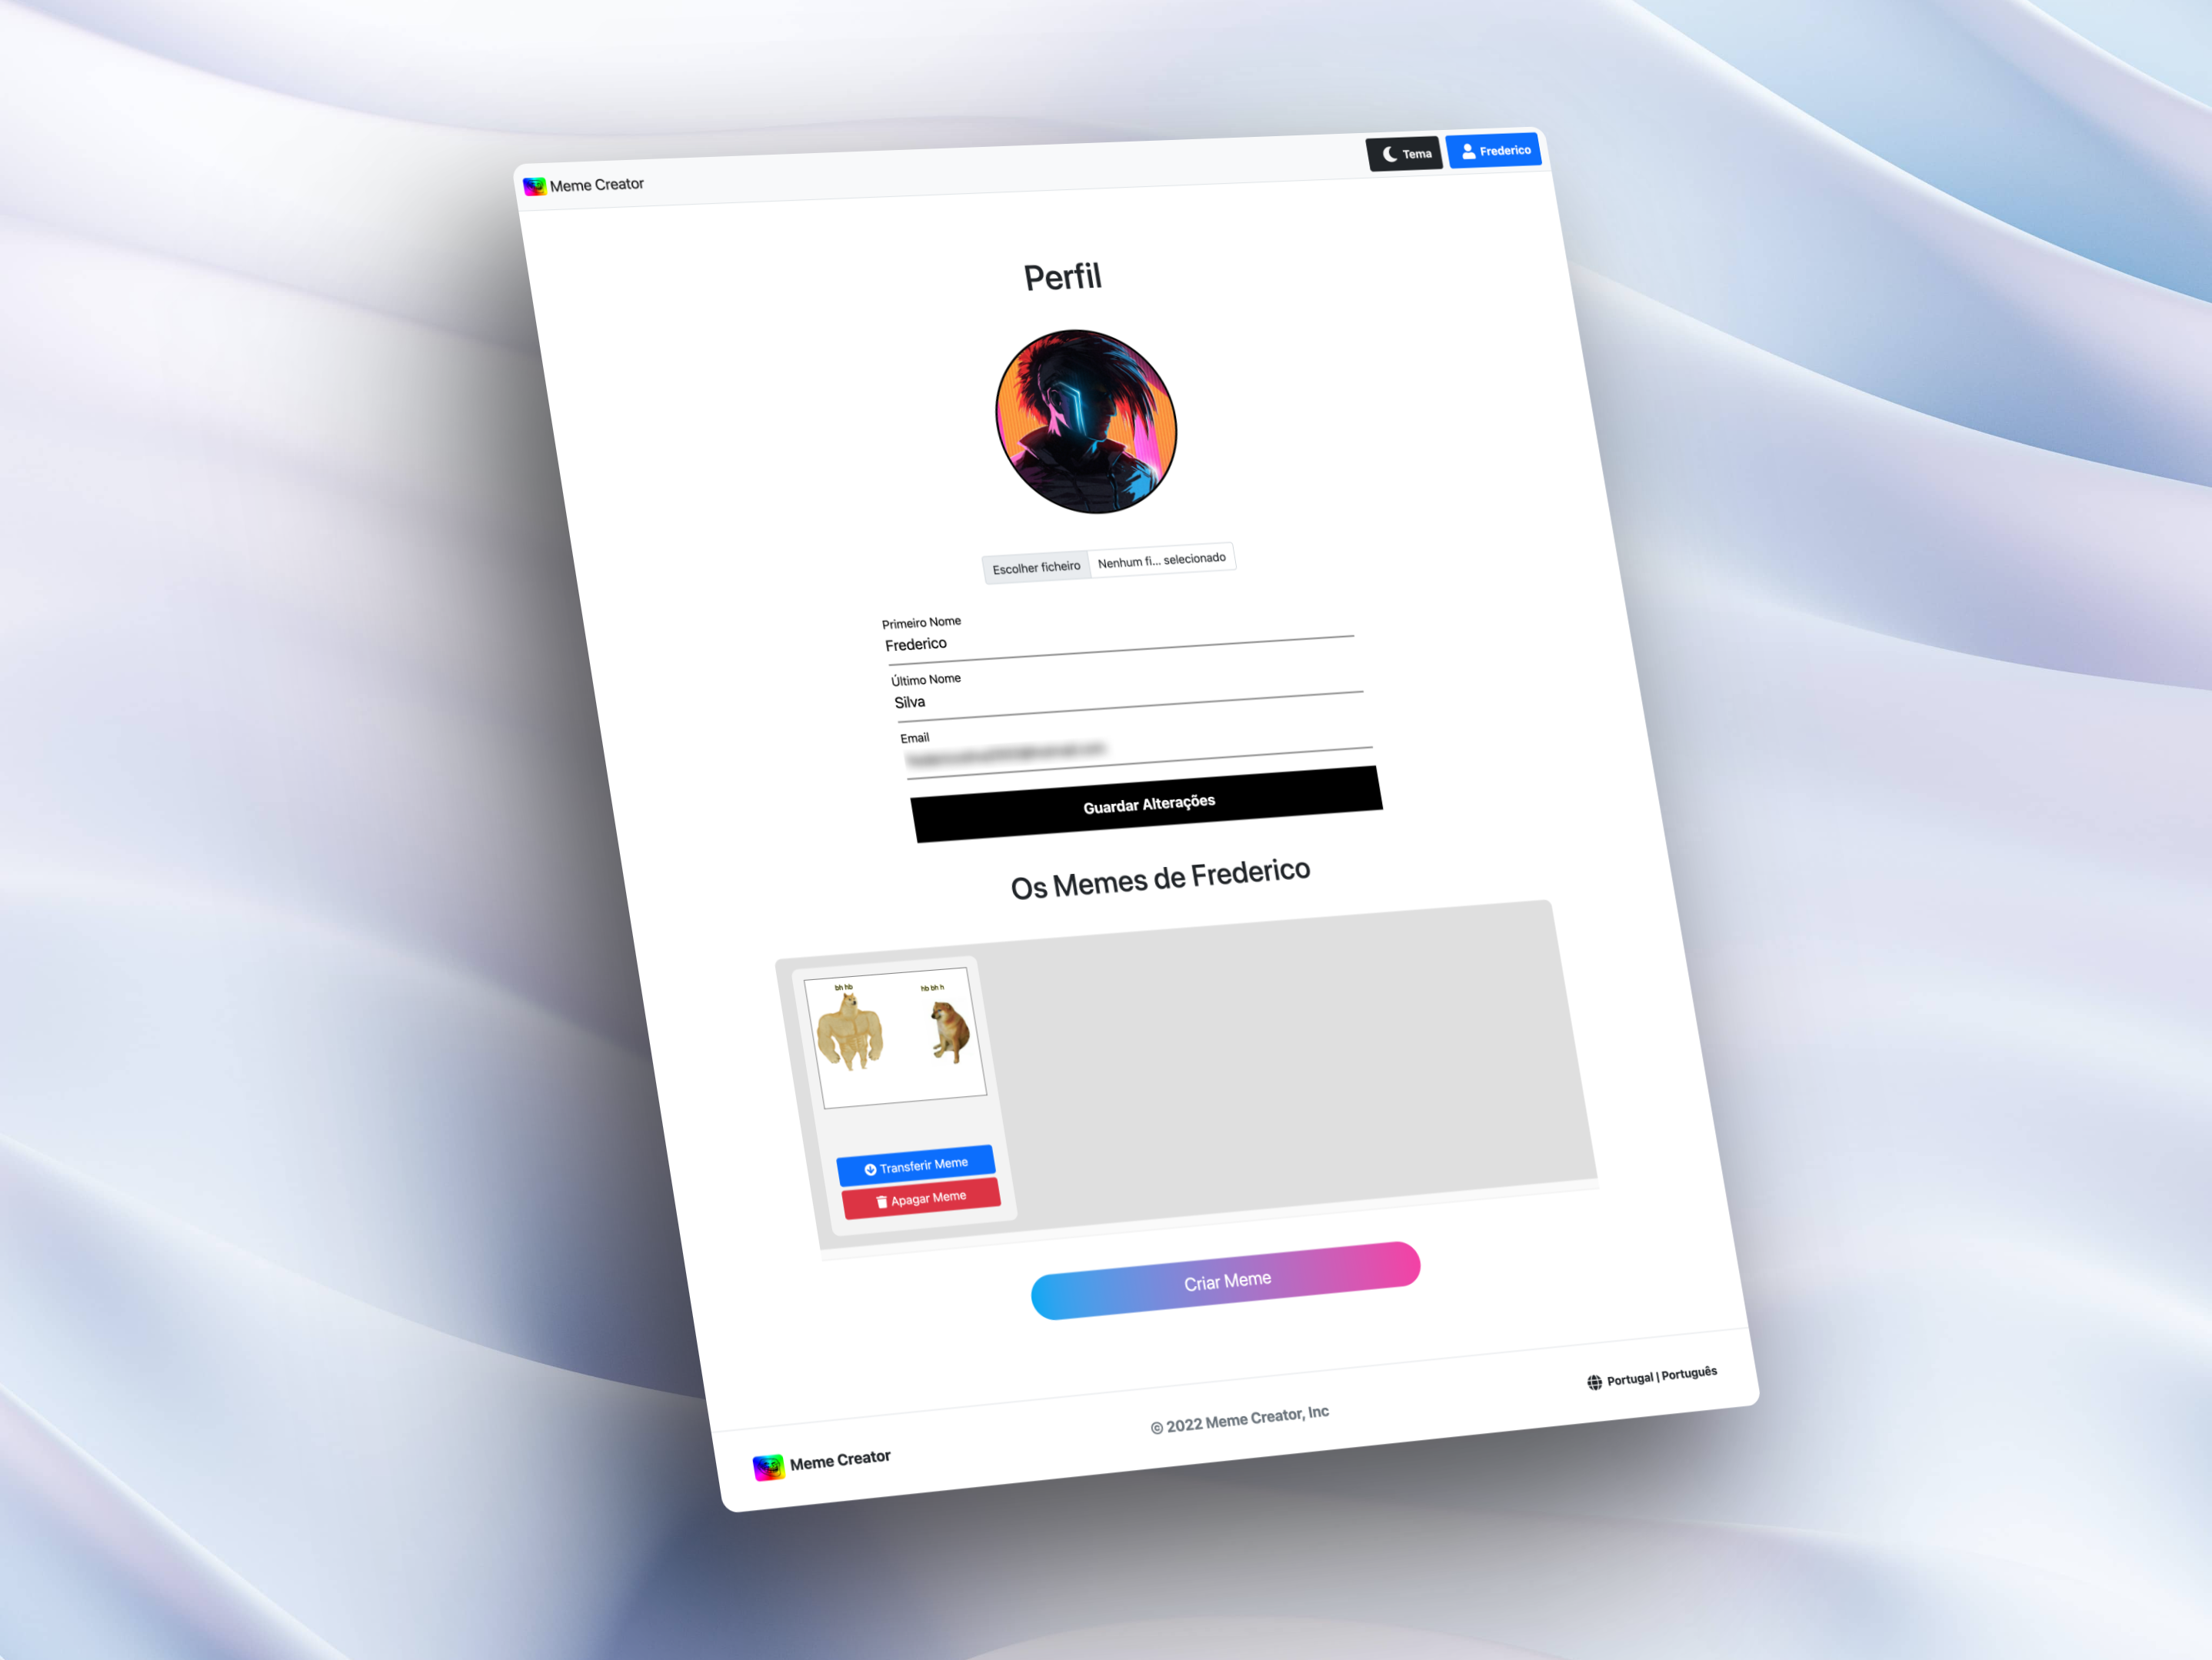 Meme Creator
Tema
Frederico
Perfil
Escolher ficheiro
Nenhum fi... selecionado
Primeiro Nome
Frederico
Último Nome
Silva
Email
Guardar Alterações
Os Memes de Frederico
bh hb
hb bh h
Transferir Meme
Apagar Meme
Criar Meme
Meme Creator
© 2022 Meme Creator, Inc
Portugal | Português